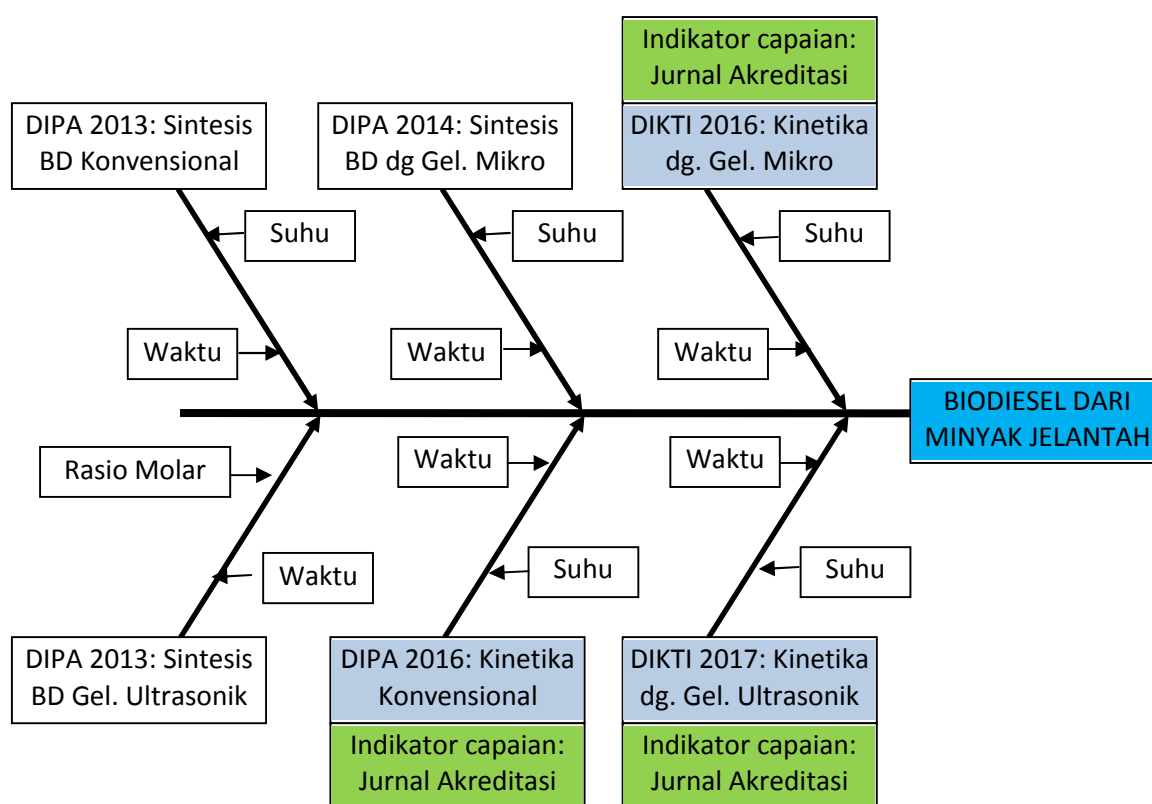 Indikator capaian:
Jurnal Akreditasi
DIPA 2013: Sintesis
BD Konvensional
DIPA 2014: Sintesis
BD dg Gel. Mikro
DIKTI 2016: Kinetika
dg. Gel. Mikro
Suhu
Suhu
Suhu
Waktu
Waktu
Waktu
BIODIESEL DARI
MINYAK JELANTAH
Rasio Molar
Waktu
Waktu
Waktu
Suhu
Suhu
DIPA 2013: Sintesis
BD Gel. Ultrasonik
DIPA 2016: Kinetika
Konvensional
DIKTI 2017: Kinetika
dg. Gel. Ultrasonik
Indikator capaian:
Jurnal Akreditasi
Indikator capaian:
Jurnal Akreditasi